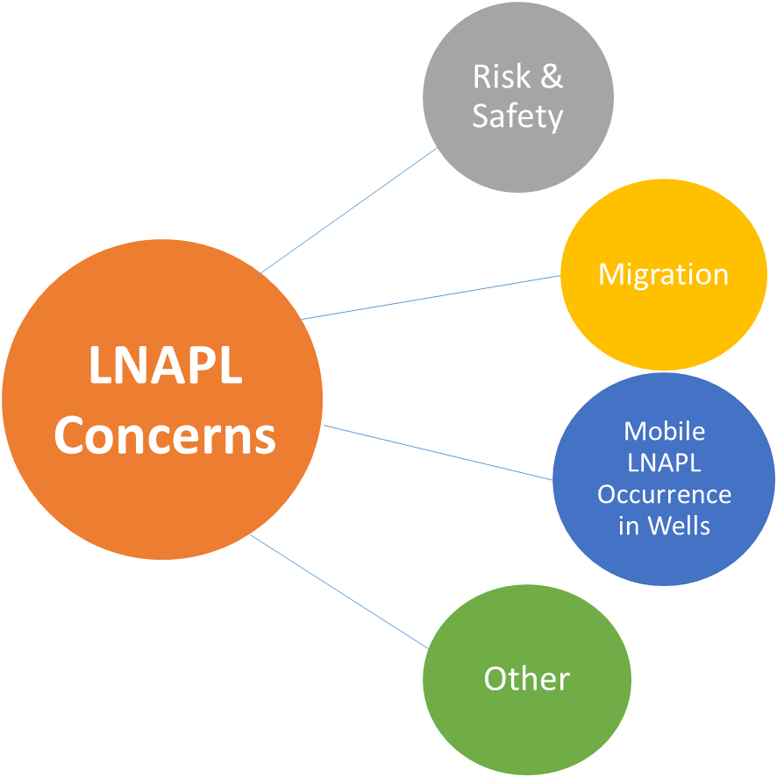 LNAPL
Concerns
Risk &
Safety
Migration
Mobile
LNAPL
Occurrence
in Wells
Other